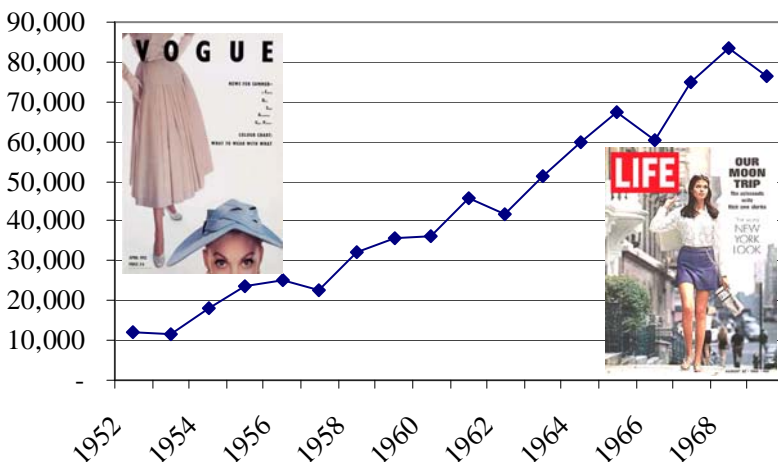 90,000
80,000
70,000
60,000
50,000
40,000
30,000
20,000
10,000
-
VOGUE
NEWS FOR SUMMER-
COLOUR CHART:
WHAT TO WEAR WITH WHAT
LIFE
OUR
MOON
TRIP
The astronauts
NEW
YORK
LOOK
1952
1954
1956
1958
1960
1962
1964
1966
1968